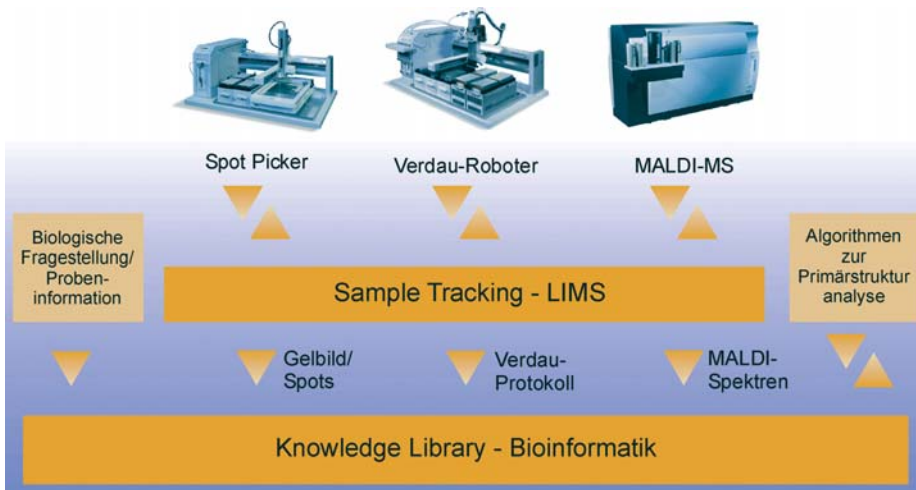 Spot Picker
Verdau-Roboter
MALDI-MS
Biologische
Fragestellung/
Proben-
information
Sample Tracking - LIMS
Algorithmen
zur
Primärstruktur
analyse
Gelbild/
Spots
Verdau-
Protokoll
MALDI-
Spektren
Knowledge Library - Bioinformatik